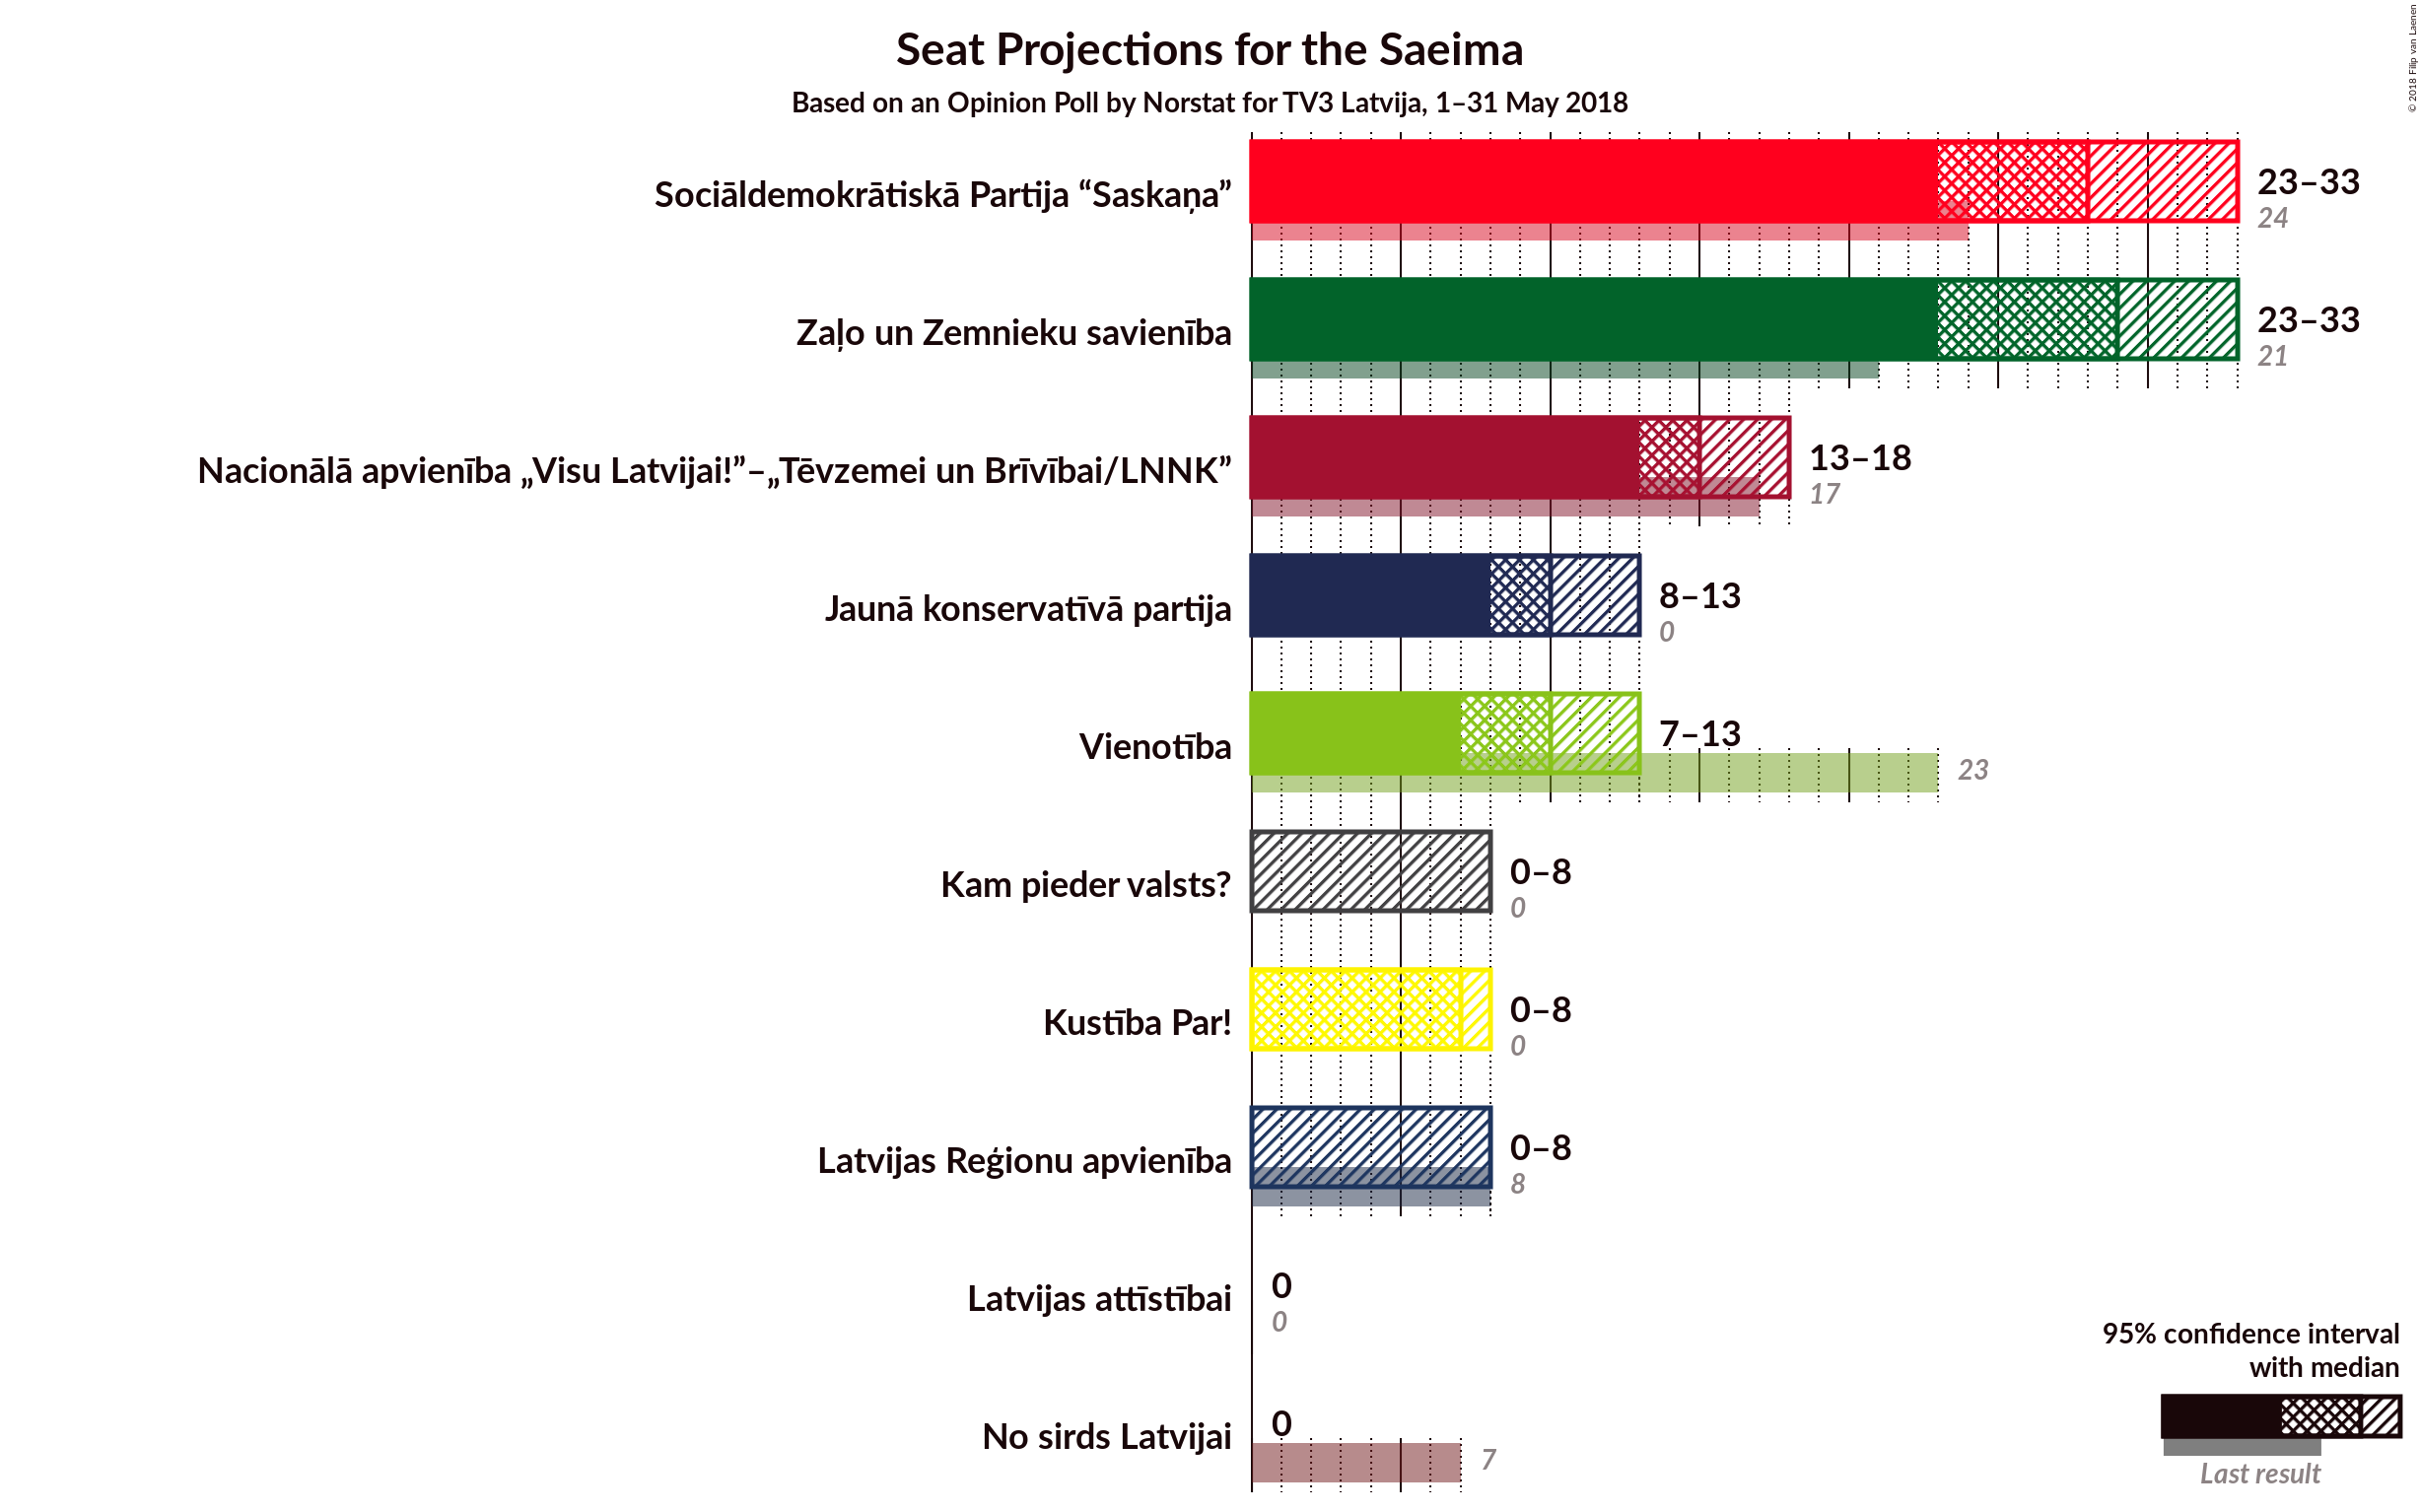 Seat Projections for the Saeima
Based on an Opinion Poll by Norstat for TV3 Latvija, 1–31 May 2018
© 2018 Filip van Laenen
Sociāldemokrātiskā Partija “Saskaņa”
23–33
24
Zaļo un Zemnieku savienība
23–33
21
Nacionālā apvienība „Visu Latvijai!”–„Tēvzemei un Brīvībai/LNNK”
13–18
17
Jaunā konservatīvā partija
8–13
0
Vienotība
7–13
23
Kam pieder valsts?
0–8
0
Kustība Par!
0–8
0
Latvijas Reģionu apvienība
0–8
8
Latvijas attīstībai
0
0
No sirds Latvijai
0
7
95% confidence interval
with median
Last result